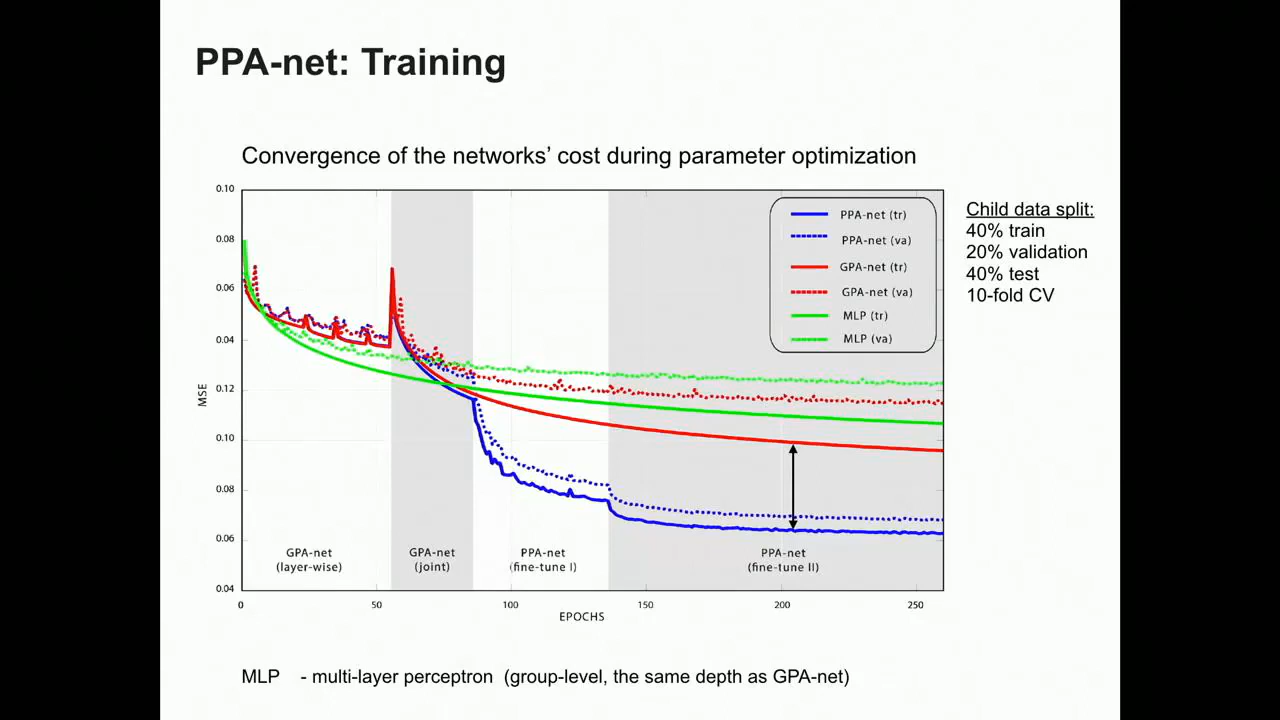 PPA-net: Training
Convergence of the networks' cost during parameter optimization
0.10
0.08
0.06
0.04
0.12
0.10
0.08
0.06
0.04
MSE
0
50
100
150
200
250
EPOCHS
PPA-net (tr)
PPA-net (va)
GPA-net (tr)
GPA-net (va)
MLP (tr)
MLP (va)
GPA-net
(layer-wise)
GPA-net
(joint)
PPA-net
(fine-tune I)
PPA-net
(fine-tune II)
Child data split:
40% train
20% validation
40% test
10-fold CV
MLP - multi-layer perceptron (group-level, the same depth as GPA-net)